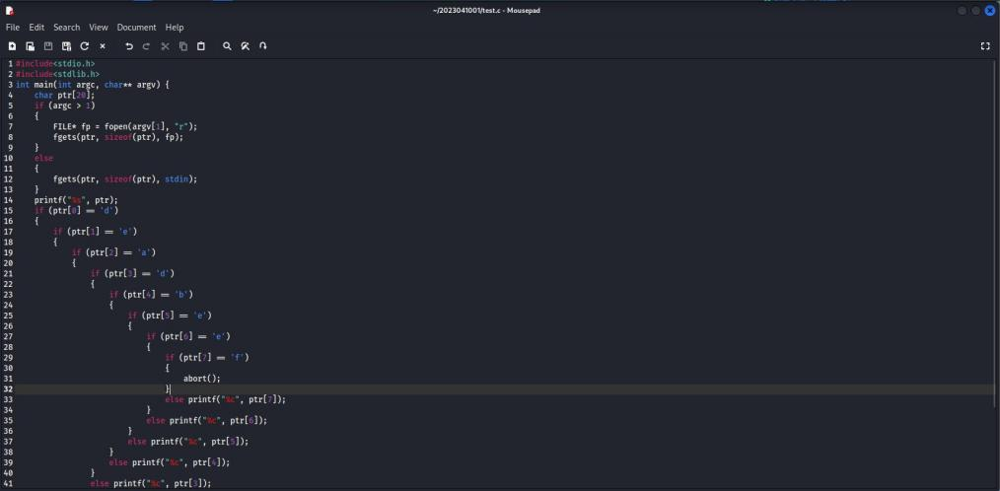 ~/2023041001/test.c - Mousepad
File Edit Search View Document Help
1 #include<stdio.h>
2 #include<stdlib.h>
3 int main(int argc, char** argv) {
4 char ptr[20];
5 if (argc > 1)
6 {
7 FILE* fp = fopen(argv[1], "r");
8 fgets(ptr, sizeof(ptr), fp);
9 }
10 else
11 {
12 fgets(ptr, sizeof(ptr), stdin);
13 }
14 printf("%s", ptr);
15 if (ptr[0] == 'd')
16 {
17 if (ptr[1] == 'e')
18 {
19 if (ptr[2] == 'a')
20 {
21 if (ptr[3] == 'd')
22 {
23 if (ptr[4] == 'b')
24 {
25 if (ptr[5] == 'e')
26 {
27 if (ptr[6] == 'e')
28 {
29 if (ptr[7] == 'f')
30 {
31 abort();
32 }
33 else printf("%c", ptr[7]);
34 }
35 else printf("%c", ptr[6]);
36 }
37 else printf("%c", ptr[5]);
38 }
39 else printf("%c", ptr[4]);
40 }
41 else printf("%c", ptr[3]);